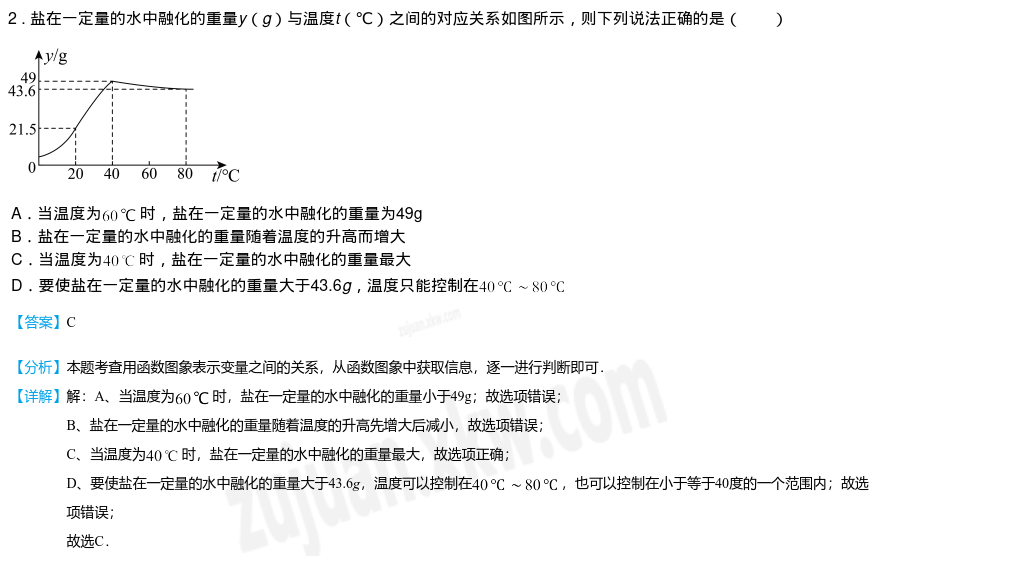 2．盐在一定量的水中融化的重量y（g）与温度t（℃）之间的对应关系如图所示，则下列说法正确的是（　　）
y/g
49
43.6
21.5
0 20 40 60 80 t/℃
A．当温度为60℃时，盐在一定量的水中融化的重量为49g
B．盐在一定量的水中融化的重量随着温度的升高而增大
C．当温度为40℃时，盐在一定量的水中融化的重量最大
D．要使盐在一定量的水中融化的重量大于43.6g，温度只能控制在40℃～80℃
【答案】C
【分析】本题考查用函数图象表示变量之间的关系，从函数图象中获取信息，逐一进行判断即可．
【详解】解：A、当温度为60℃时，盐在一定量的水中融化的重量小于49g；故选项错误；
B、盐在一定量的水中融化的重量随着温度的升高先增大后减小，故选项错误；
C、当温度为40℃时，盐在一定量的水中融化的重量最大，故选项正确；
D、要使盐在一定量的水中融化的重量大于43.6g，温度可以控制在40℃～80℃，也可以控制在小于等于40度的一个范围内；故选
项错误；
故选C．
zujuan.xkw.com
zujuan.xkw.com